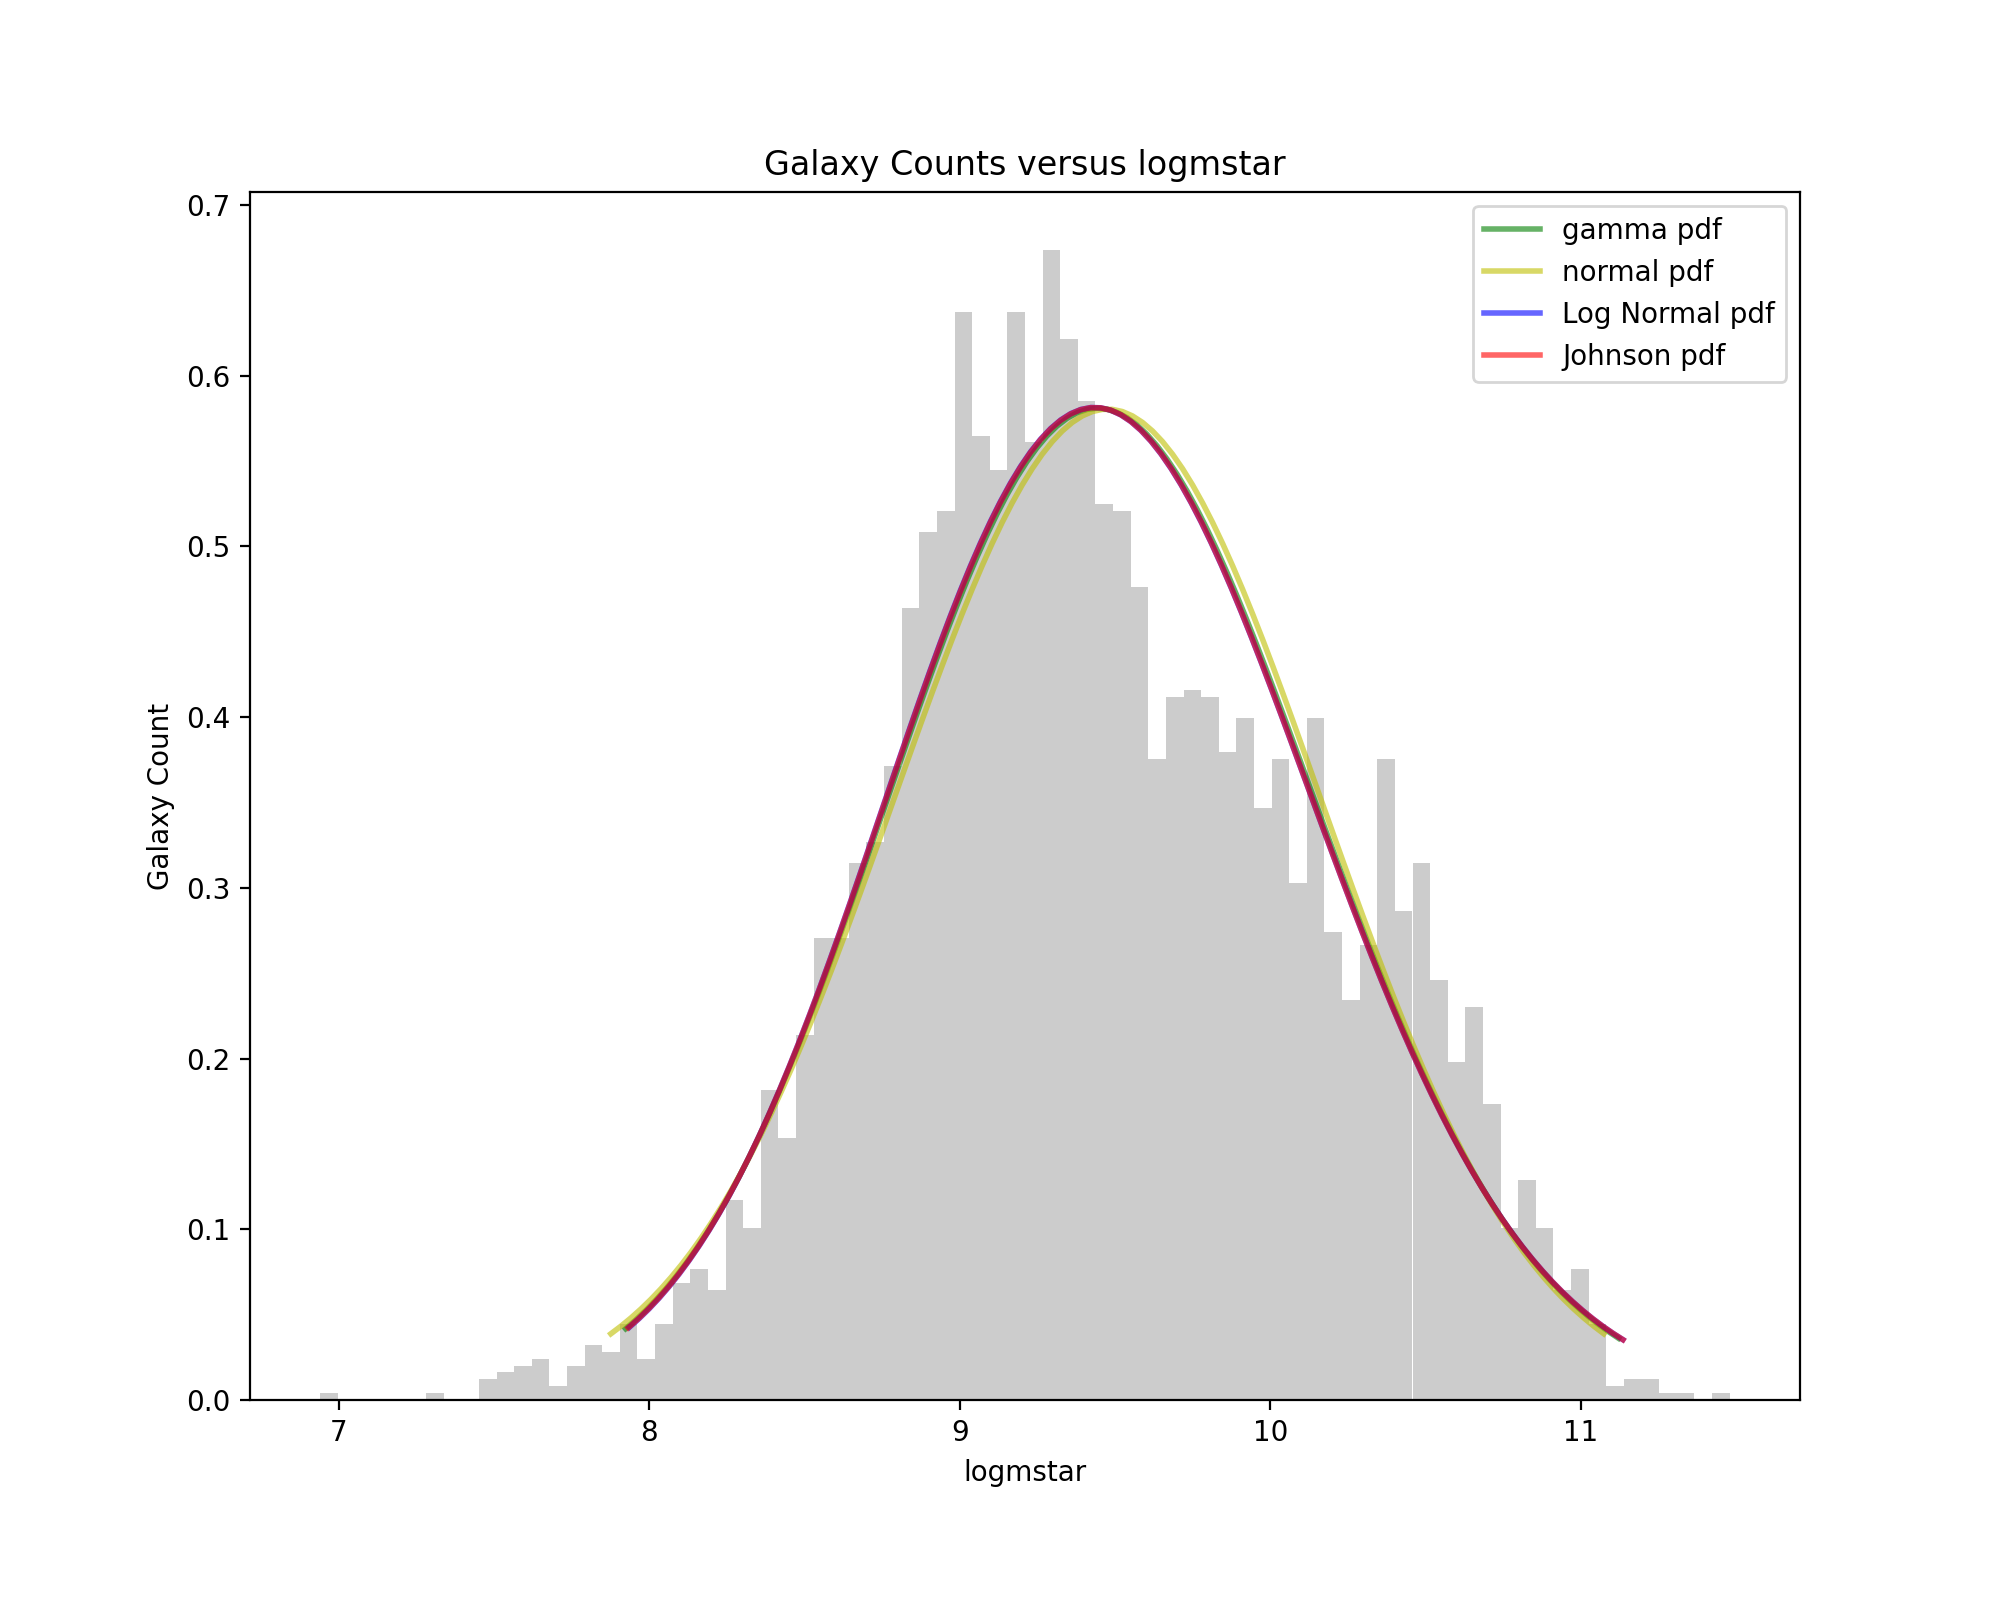 Galaxy Counts versus logmstar
0.7
0.6
0.5
0.4
0.3
0.2
0.1
0.0
Galaxy Count
gamma pdf
normal pdf
Log Normal pdf
Johnson pdf
7 8 9 10 11
logmstar